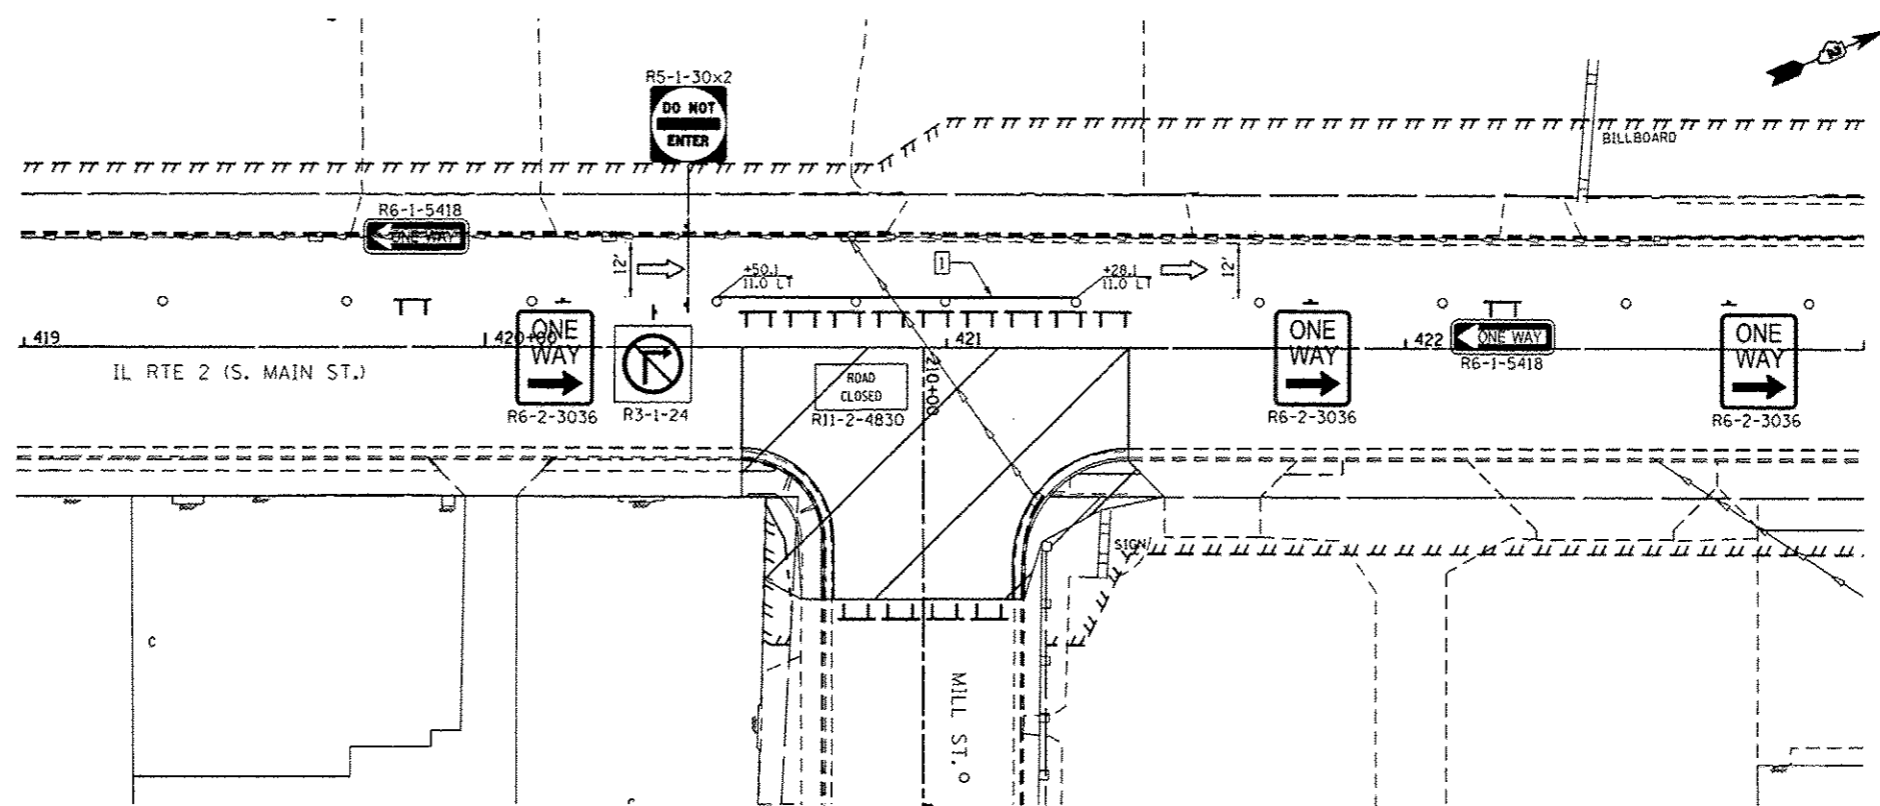 R5-1-30x2
DO NOT
ENTER
BILLBOARD
R6-1-5418
ONE WAY
12'
+50.1
11.0 LT
1
+28.1
11.0 LT
12'
419
420+00
421
422
IL RTE 2 (S. MAIN ST.)
ONE
WAY
R6-2-3036
R3-1-24
ROAD
CLOSED
R11-2-4830
210+00
ONE
WAY
R6-2-3036
ONE WAY
R6-1-5418
ONE
WAY
R6-2-3036
SIGN
C
MILL ST.